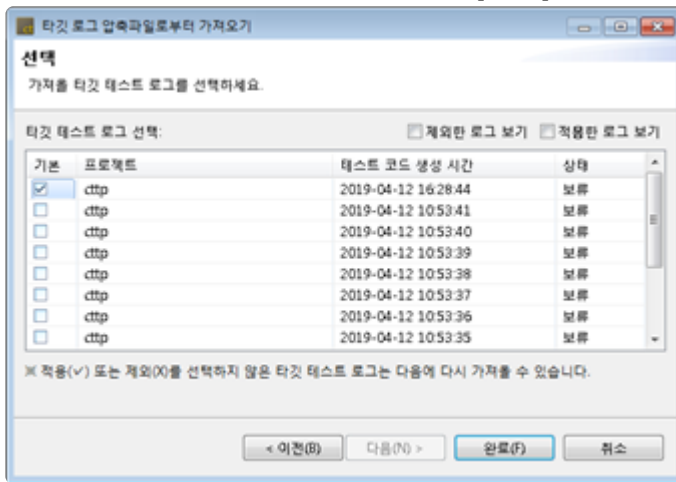 타깃 로그 압축파일로부터 가져오기
선택
가져올 타깃 테스트 로그를 선택하세요.
타깃 테스트 로그 선택: 제외한 로그 보기 적용한 로그 보기
기본 프로젝트 테스트 코드 생성 시간 상태
cttp 2019-04-12 16:28:44 보류
cttp 2019-04-12 10:53:41 보류
cttp 2019-04-12 10:53:40 보류
cttp 2019-04-12 10:53:39 보류
cttp 2019-04-12 10:53:38 보류
cttp 2019-04-12 10:53:37 보류
cttp 2019-04-12 10:53:36 보류
cttp 2019-04-12 10:53:35 보류
※ 적용(✓) 또는 제외(X)를 선택하지 않은 타깃 테스트 로그는 다음에 다시 가져올 수 있습니다.
< 이전(B) 다음(N) > 완료(F) 취소